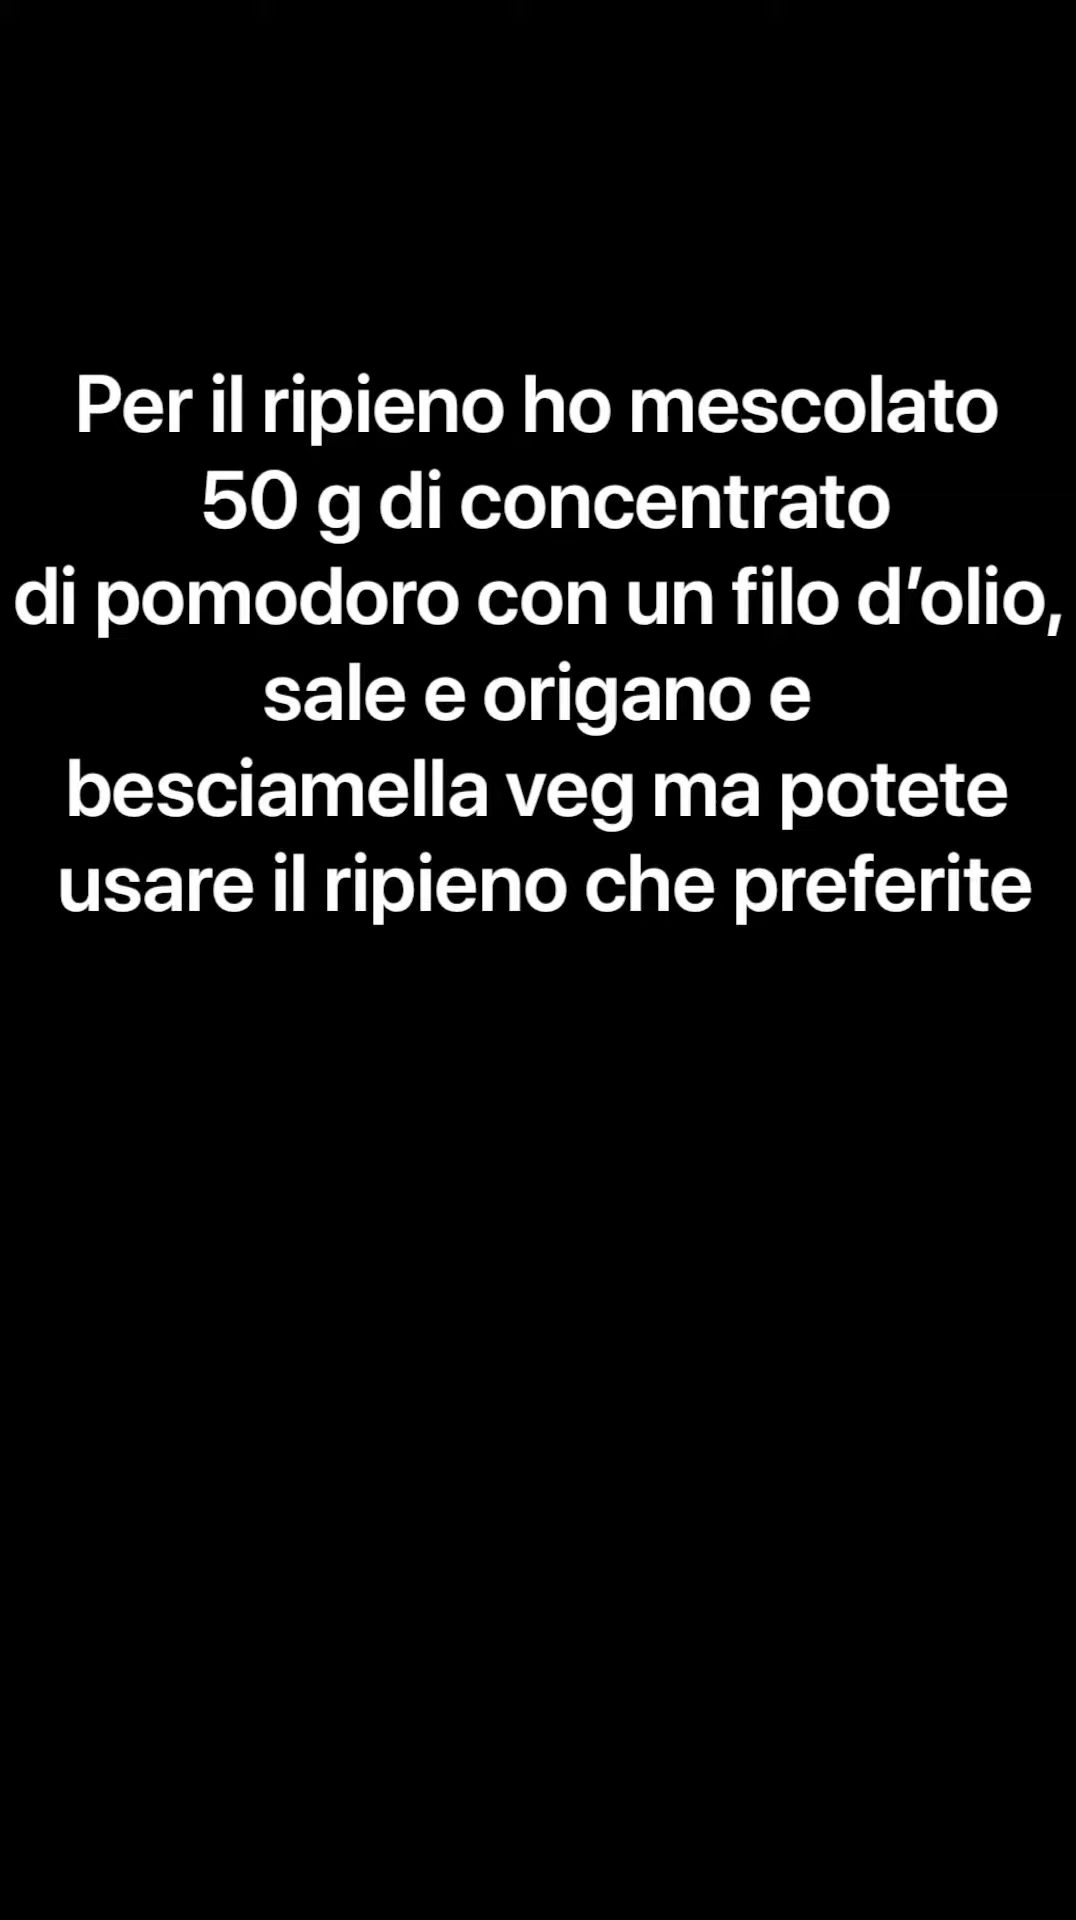 Per il ripieno ho mescolato
50 g di concentrato
di pomodoro con un filo d’olio,
sale e origano e
besciamella veg ma potete
usare il ripieno che preferite